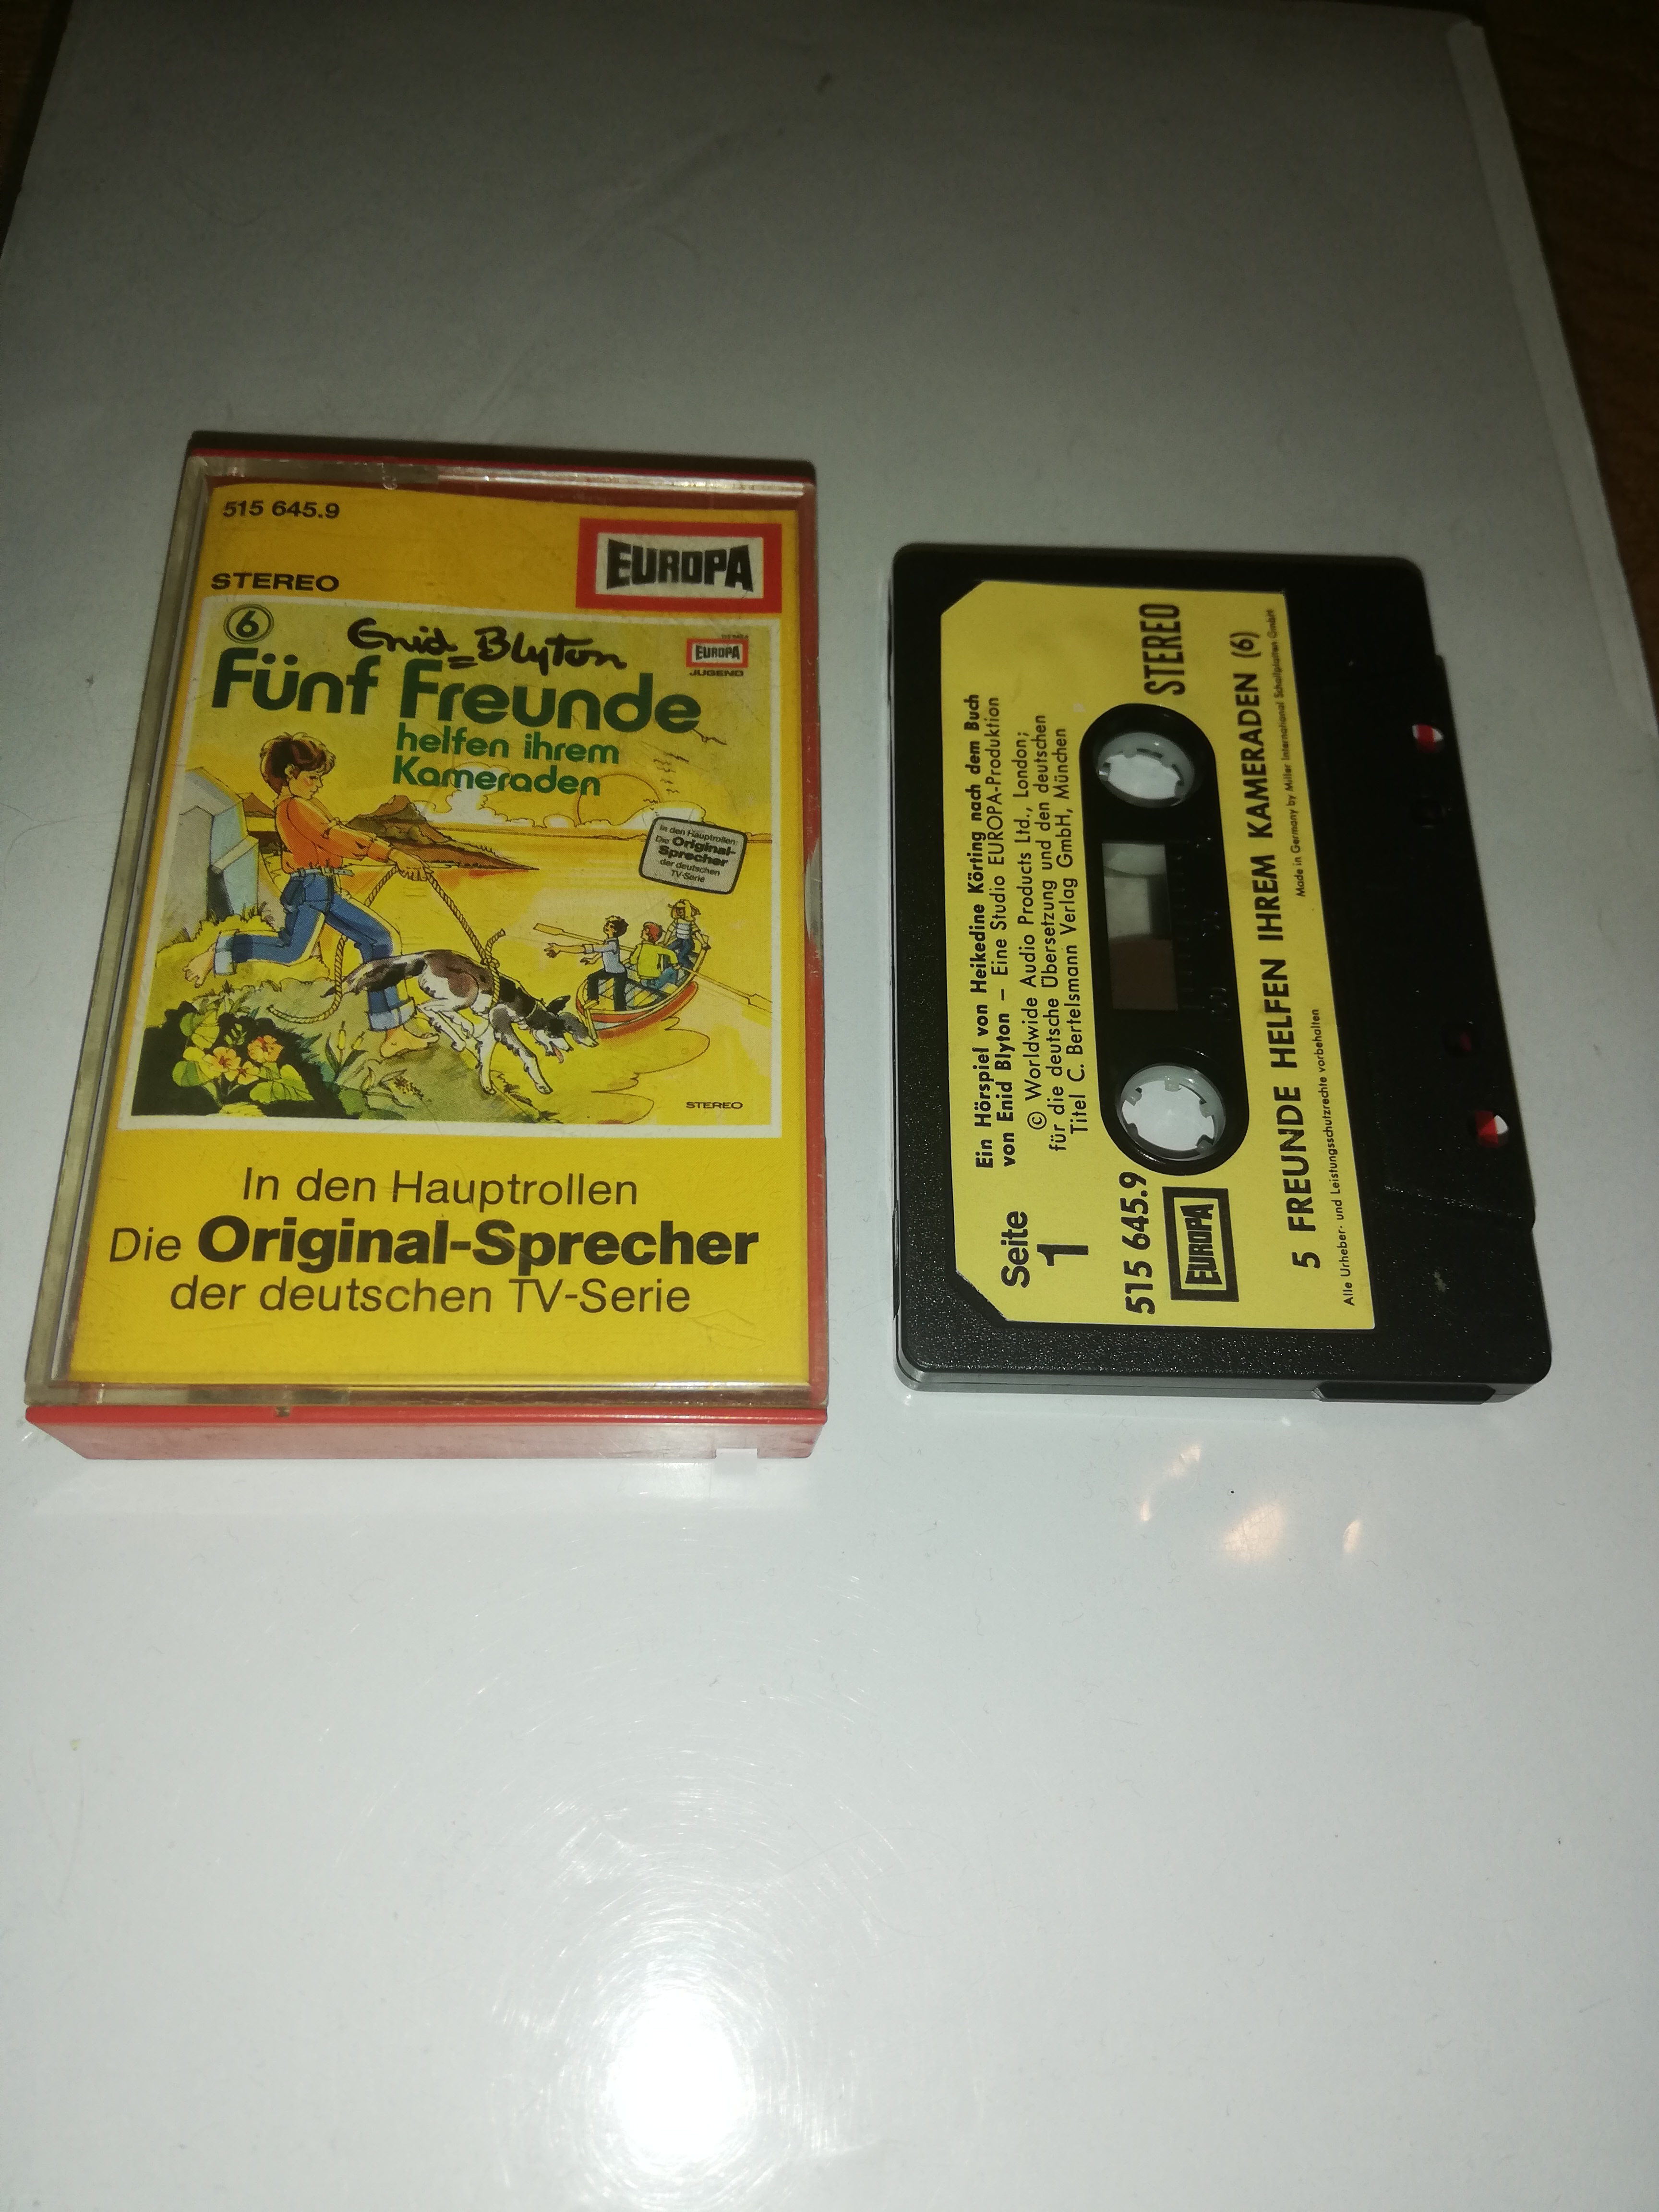 515 645.9
STEREO
EUROPA
6
Enid Blyton
EUROPA
JUGEND
Fünf Freunde
helfen ihrem
Kameraden
In den Hauptrollen:
Die Original-
Sprecher
der deutschen
TV-Serie
STEREO
In den Hauptrollen
Die Original-Sprecher
der deutschen TV-Serie
Seite
1
Ein Hörspiel von Heikedine Körting nach dem Buch
von Enid Blyton – Eine Studio EUROPA-Produktion
© Worldwide Audio Products Ltd., London;
für die deutsche Übersetzung und den deutschen
Titel C. Bertelsmann Verlag GmbH, München
515 645.9
STEREO
EUROPA
5 FREUNDE HELFEN IHREM KAMERADEN (6)
Alle Urheber- und Leistungsschutzrechte vorbehalten
Made in Germany by Miller International Schallplatten GmbH